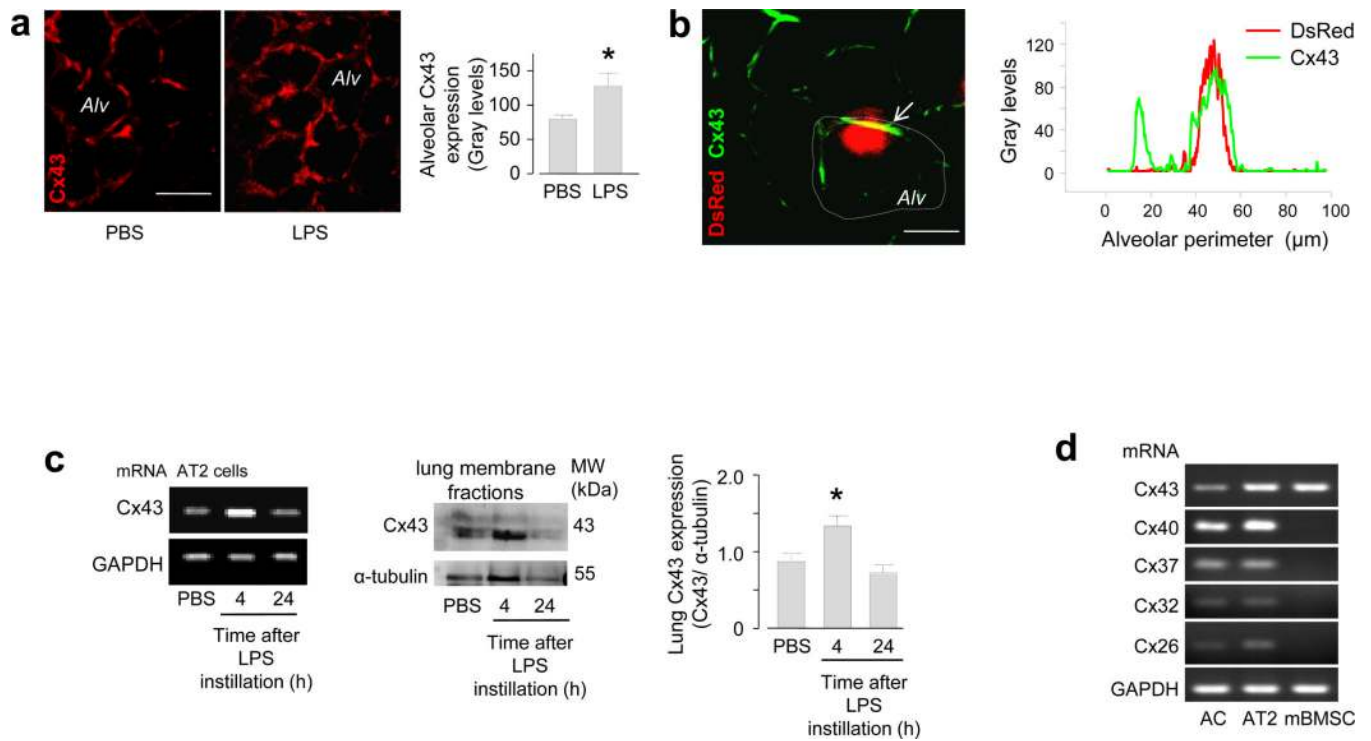 a
Alv
Alv
Cx43
PBS
LPS
Alveolar Cx43
expression
(Gray levels)
150
100
50
0
*
PBS
LPS
b
DsRed Cx43
Alv
Gray levels
120
80
40
0
DsRed
Cx43
0
20
40
60
80
100
Alveolar perimeter (µm)
c
mRNA AT2 cells
Cx43
GAPDH
PBS
4
24
Time after
LPS
instillation (h)
lung membrane
fractions
MW
(kDa)
Cx43
43
α-tubulin
55
PBS
4
24
Time after
LPS
instillation (h)
Lung Cx43 expression
(Cx43/ α-tubulin)
2.0
1.0
0
*
PBS
4
24
Time after
LPS
instillation (h)
d
mRNA
Cx43
Cx40
Cx37
Cx32
Cx26
GAPDH
AC
AT2
mBMSC